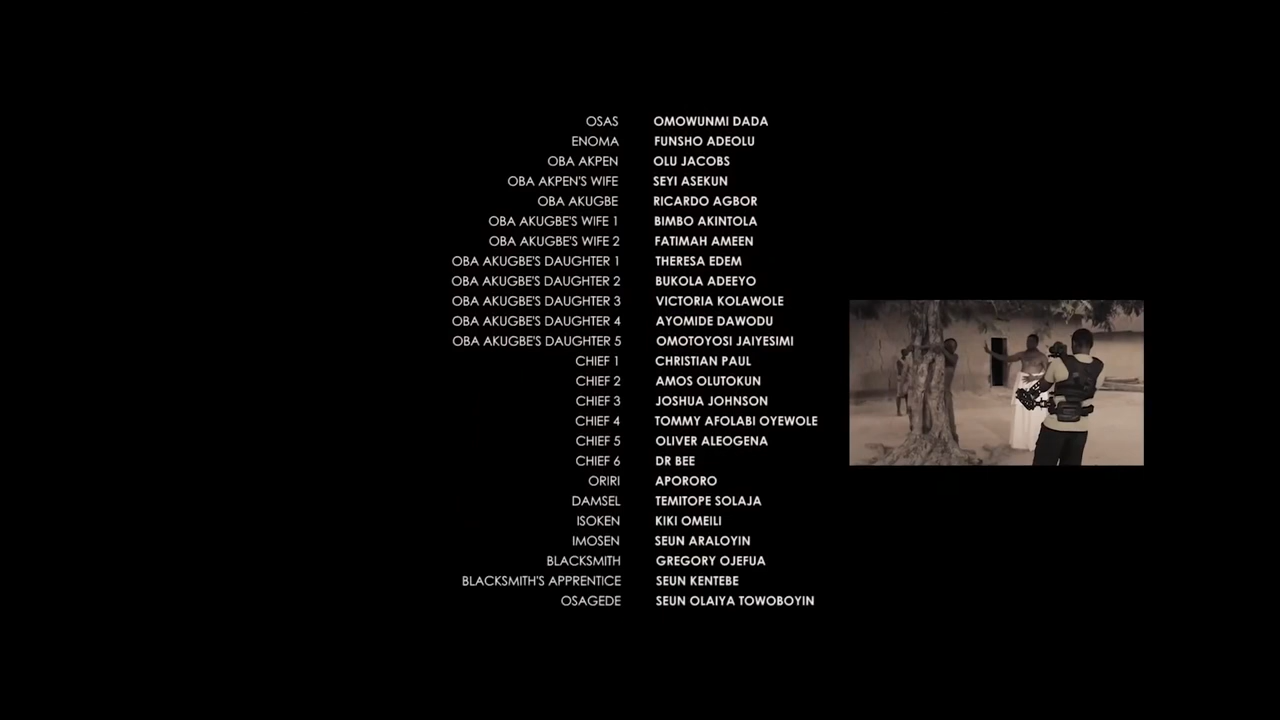 OSAS OMOWUNMI DADA
ENOMA FUNSHO ADEOLU
OBA AKPEN OLU JACOBS
OBA AKPEN'S WIFE SEYI ASEKUN
OBA AKUGBE RICARDO AGBOR
OBA AKUGBE'S WIFE 1 BIMBO AKINTOLA
OBA AKUGBE'S WIFE 2 FATIMAH AMEEN
OBA AKUGBE'S DAUGHTER 1 THERESA EDEM
OBA AKUGBE'S DAUGHTER 2 BUKOLA ADEEYO
OBA AKUGBE'S DAUGHTER 3 VICTORIA KOLAWOLE
OBA AKUGBE'S DAUGHTER 4 AYOMIDE DAWODU
OBA AKUGBE'S DAUGHTER 5 OMOTOYOSI JAIYESIMI
CHIEF 1 CHRISTIAN PAUL
CHIEF 2 AMOS OLUTOKUN
CHIEF 3 JOSHUA JOHNSON
CHIEF 4 TOMMY AFOLABI OYEWOLE
CHIEF 5 OLIVER ALEOGENA
CHIEF 6 DR BEE
ORIRI APORORO
DAMSEL TEMITOPE SOLAJA
ISOKEN KIKI OMEILI
IMOSEN SEUN ARALOYIN
BLACKSMITH GREGORY OJEFUA
BLACKSMITH'S APPRENTICE SEUN KENTEBE
OSAGEDE SEUN OLAIYA TOWOBOYIN